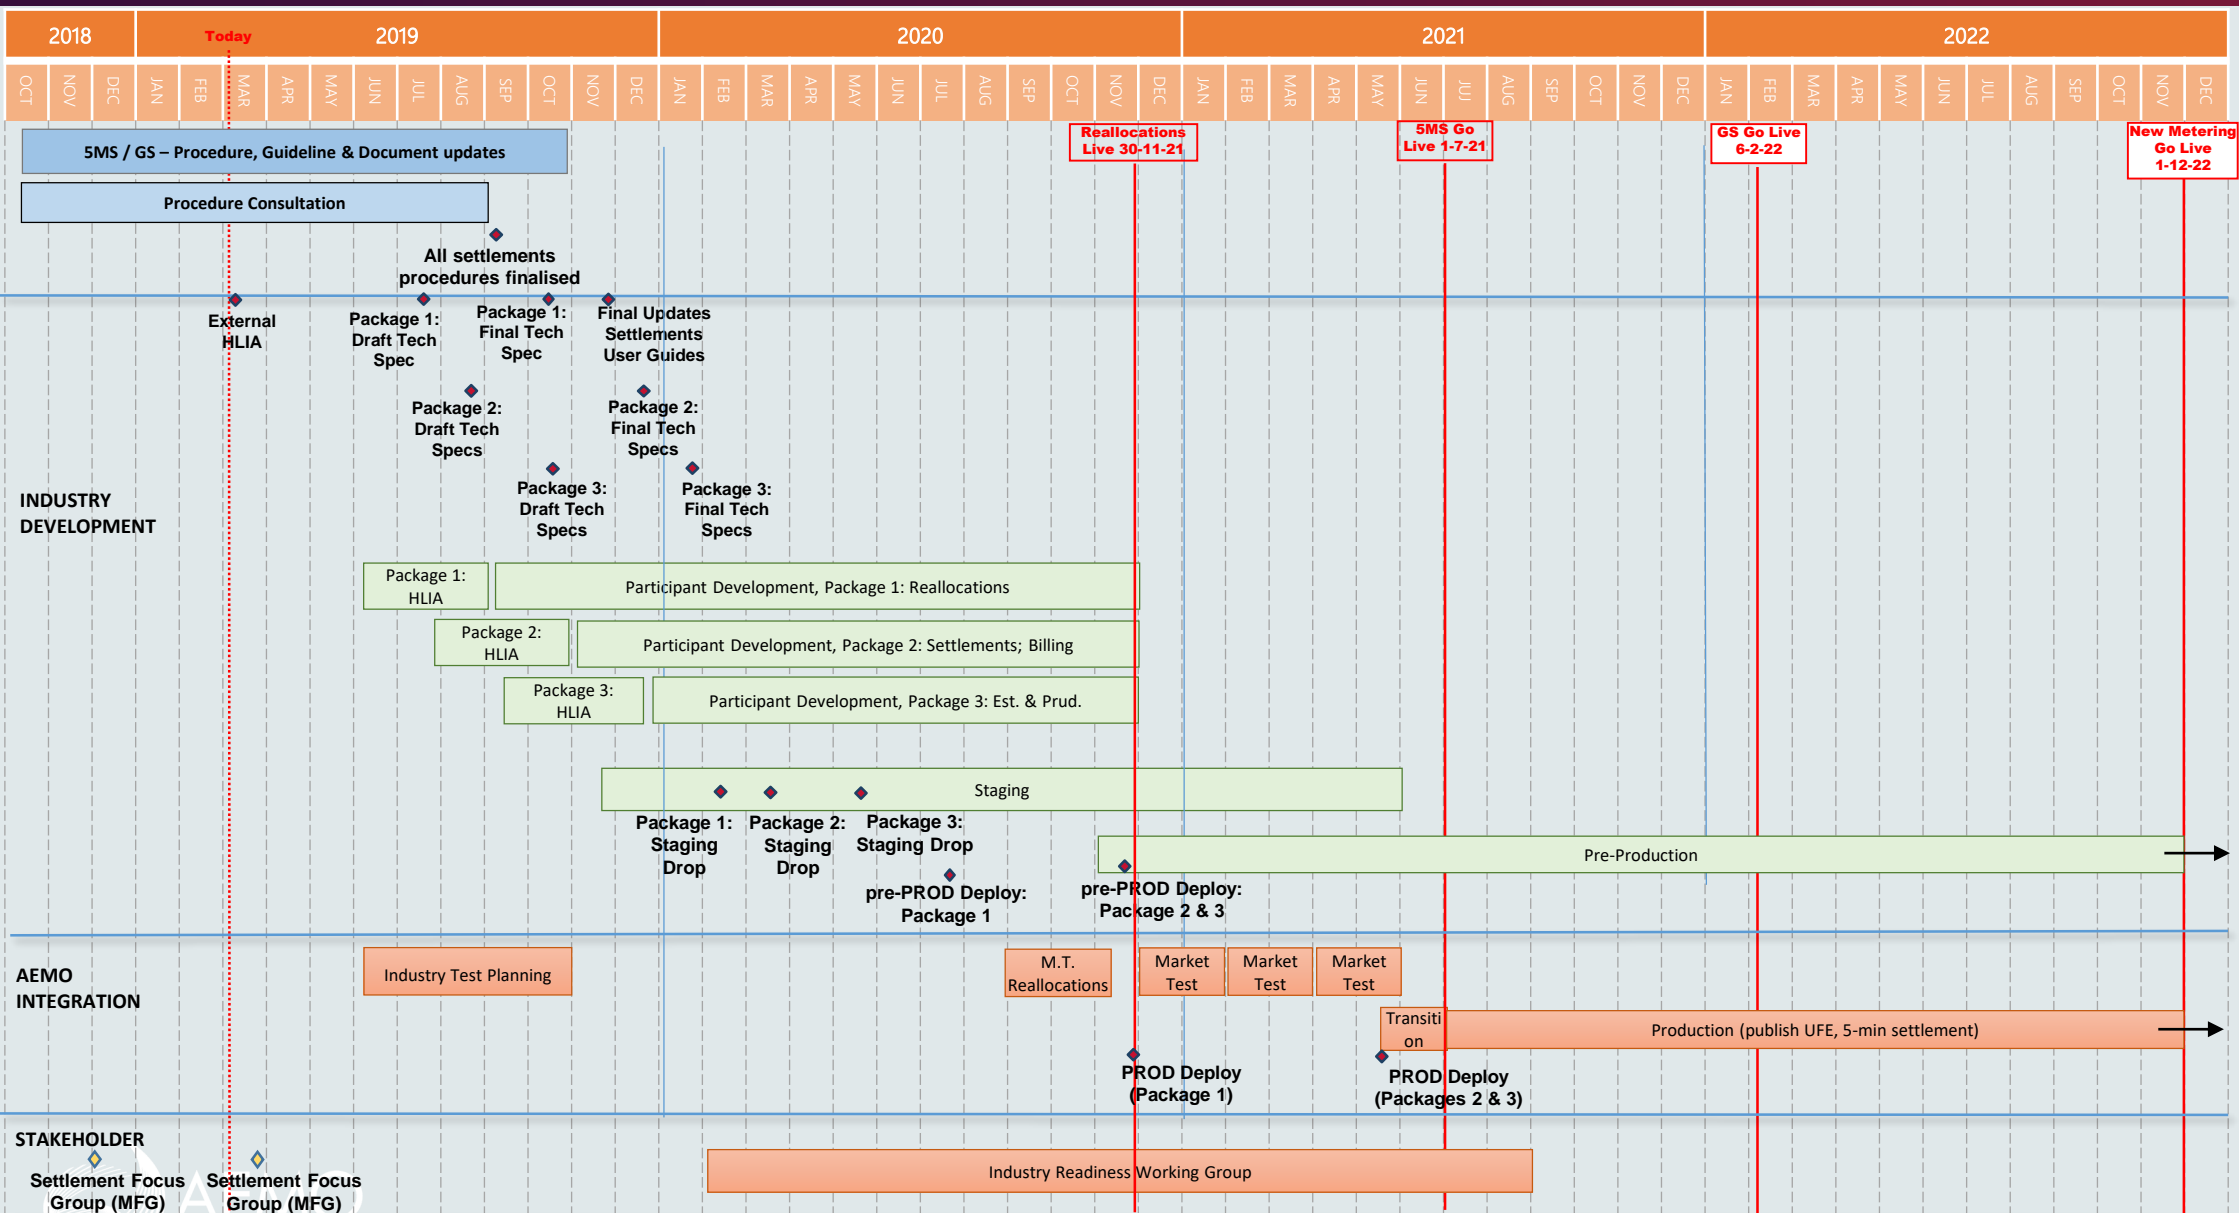 2018
2019
2020
2021
2022
Today
OCT
NOV
DEC
JAN
FEB
MAR
APR
MAY
JUN
JUL
AUG
SEP
OCT
NOV
DEC
JAN
FEB
MAR
APR
MAY
JUN
JUL
AUG
SEP
OCT
NOV
DEC
JAN
FEB
MAR
APR
MAY
JUN
JUJ
AUG
SEP
OCT
NOV
DEC
JAN
FEB
MAR
APR
MAY
JUN
JUL
AUG
SEP
OCT
NOV
DEC
Reallocations
Live 30-11-21
5MS Go
Live 1-7-21
GS Go Live
6-2-22
New Metering
Go Live
1-12-22
5MS / GS – Procedure, Guideline & Document updates
Procedure Consultation
All settlements
procedures finalised
External
HLIA
Package 1:
Draft Tech
Spec
Package 1:
Final Tech
Spec
Final Updates
Settlements
User Guides
Package 2:
Draft Tech
Specs
Package 2:
Final Tech
Specs
Package 3:
Draft Tech
Specs
Package 3:
Final Tech
Specs
INDUSTRY
DEVELOPMENT
Package 1:
HLIA
Participant Development, Package 1: Reallocations
Package 2:
HLIA
Participant Development, Package 2: Settlements; Billing
Package 3:
HLIA
Participant Development, Package 3: Est. & Prud.
Staging
Package 1:
Staging
Drop
Package 2:
Staging
Drop
Package 3:
Staging Drop
Pre-Production
pre-PROD Deploy:
Package 1
pre-PROD Deploy:
Package 2 & 3
AEMO
INTEGRATION
Industry Test Planning
M.T.
Reallocations
Market
Test
Market
Test
Market
Test
Transiti
on
Production (publish UFE, 5-min settlement)
PROD Deploy
(Package 1)
PROD Deploy
(Packages 2 & 3)
STAKEHOLDER
Settlement Focus
Group (MFG)
Settlement Focus
Group (MFG)
Industry Readiness Working Group
AEMO